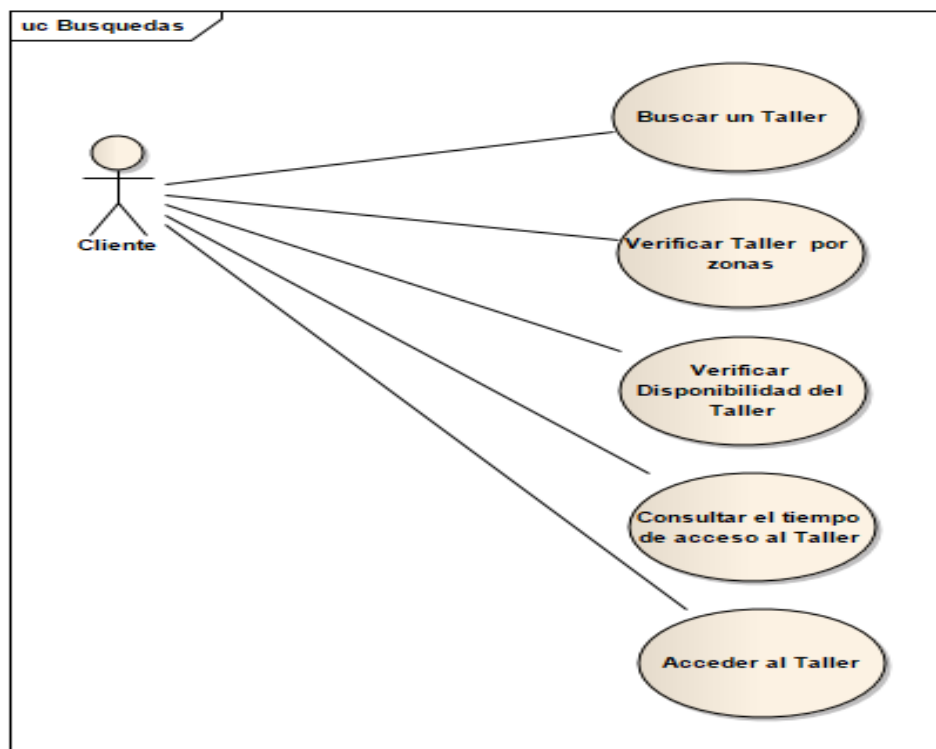 uc Busquedas
Buscar un Taller
Cliente
Verificar Taller por
zonas
Verificar
Disponibilidad del
Taller
Consultar el tiempo
de acceso al Taller
Acceder al Taller